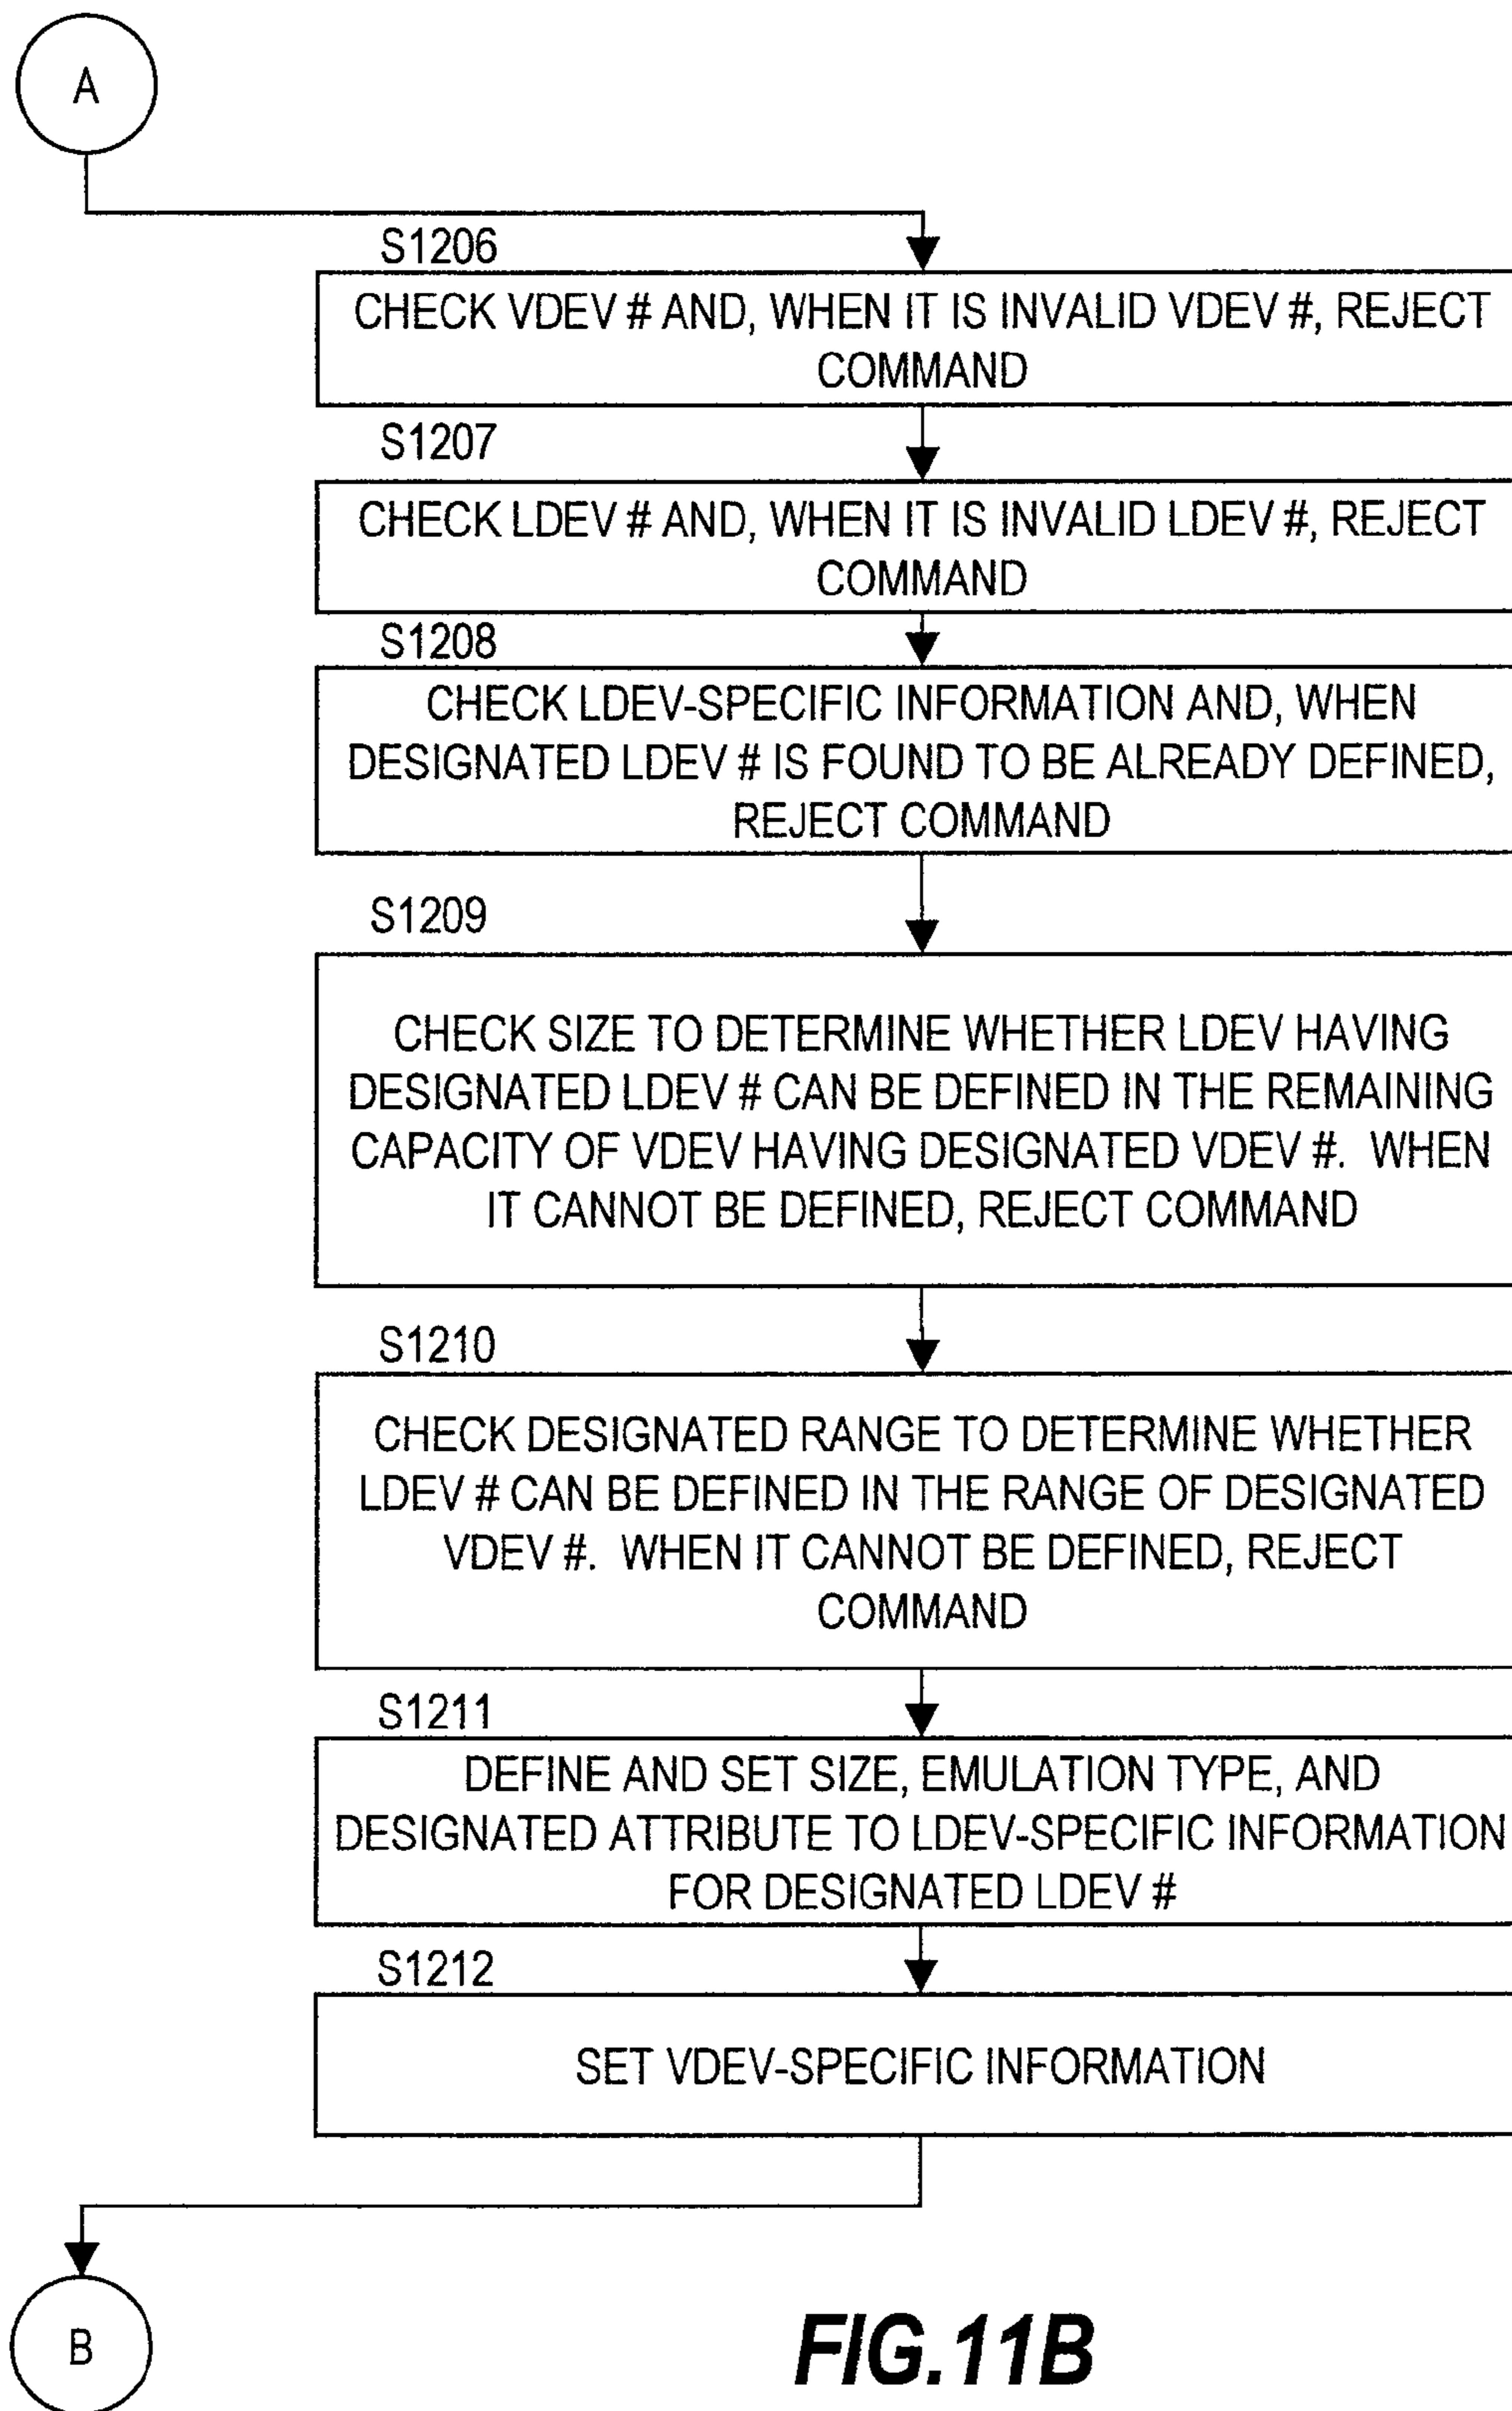 A
S1206
CHECK VDEV # AND, WHEN IT IS INVALID VDEV #, REJECT
COMMAND
S1207
CHECK LDEV # AND, WHEN IT IS INVALID LDEV #, REJECT
COMMAND
S1208
CHECK LDEV-SPECIFIC INFORMATION AND, WHEN
DESIGNATED LDEV # IS FOUND TO BE ALREADY DEFINED,
REJECT COMMAND
S1209
CHECK SIZE TO DETERMINE WHETHER LDEV HAVING
DESIGNATED LDEV # CAN BE DEFINED IN THE REMAINING
CAPACITY OF VDEV HAVING DESIGNATED VDEV #. WHEN
IT CANNOT BE DEFINED, REJECT COMMAND
S1210
CHECK DESIGNATED RANGE TO DETERMINE WHETHER
LDEV # CAN BE DEFINED IN THE RANGE OF DESIGNATED
VDEV #. WHEN IT CANNOT BE DEFINED, REJECT
COMMAND
S1211
DEFINE AND SET SIZE, EMULATION TYPE, AND
DESIGNATED ATTRIBUTE TO LDEV-SPECIFIC INFORMATION
FOR DESIGNATED LDEV #
S1212
SET VDEV-SPECIFIC INFORMATION
B
FIG.11B